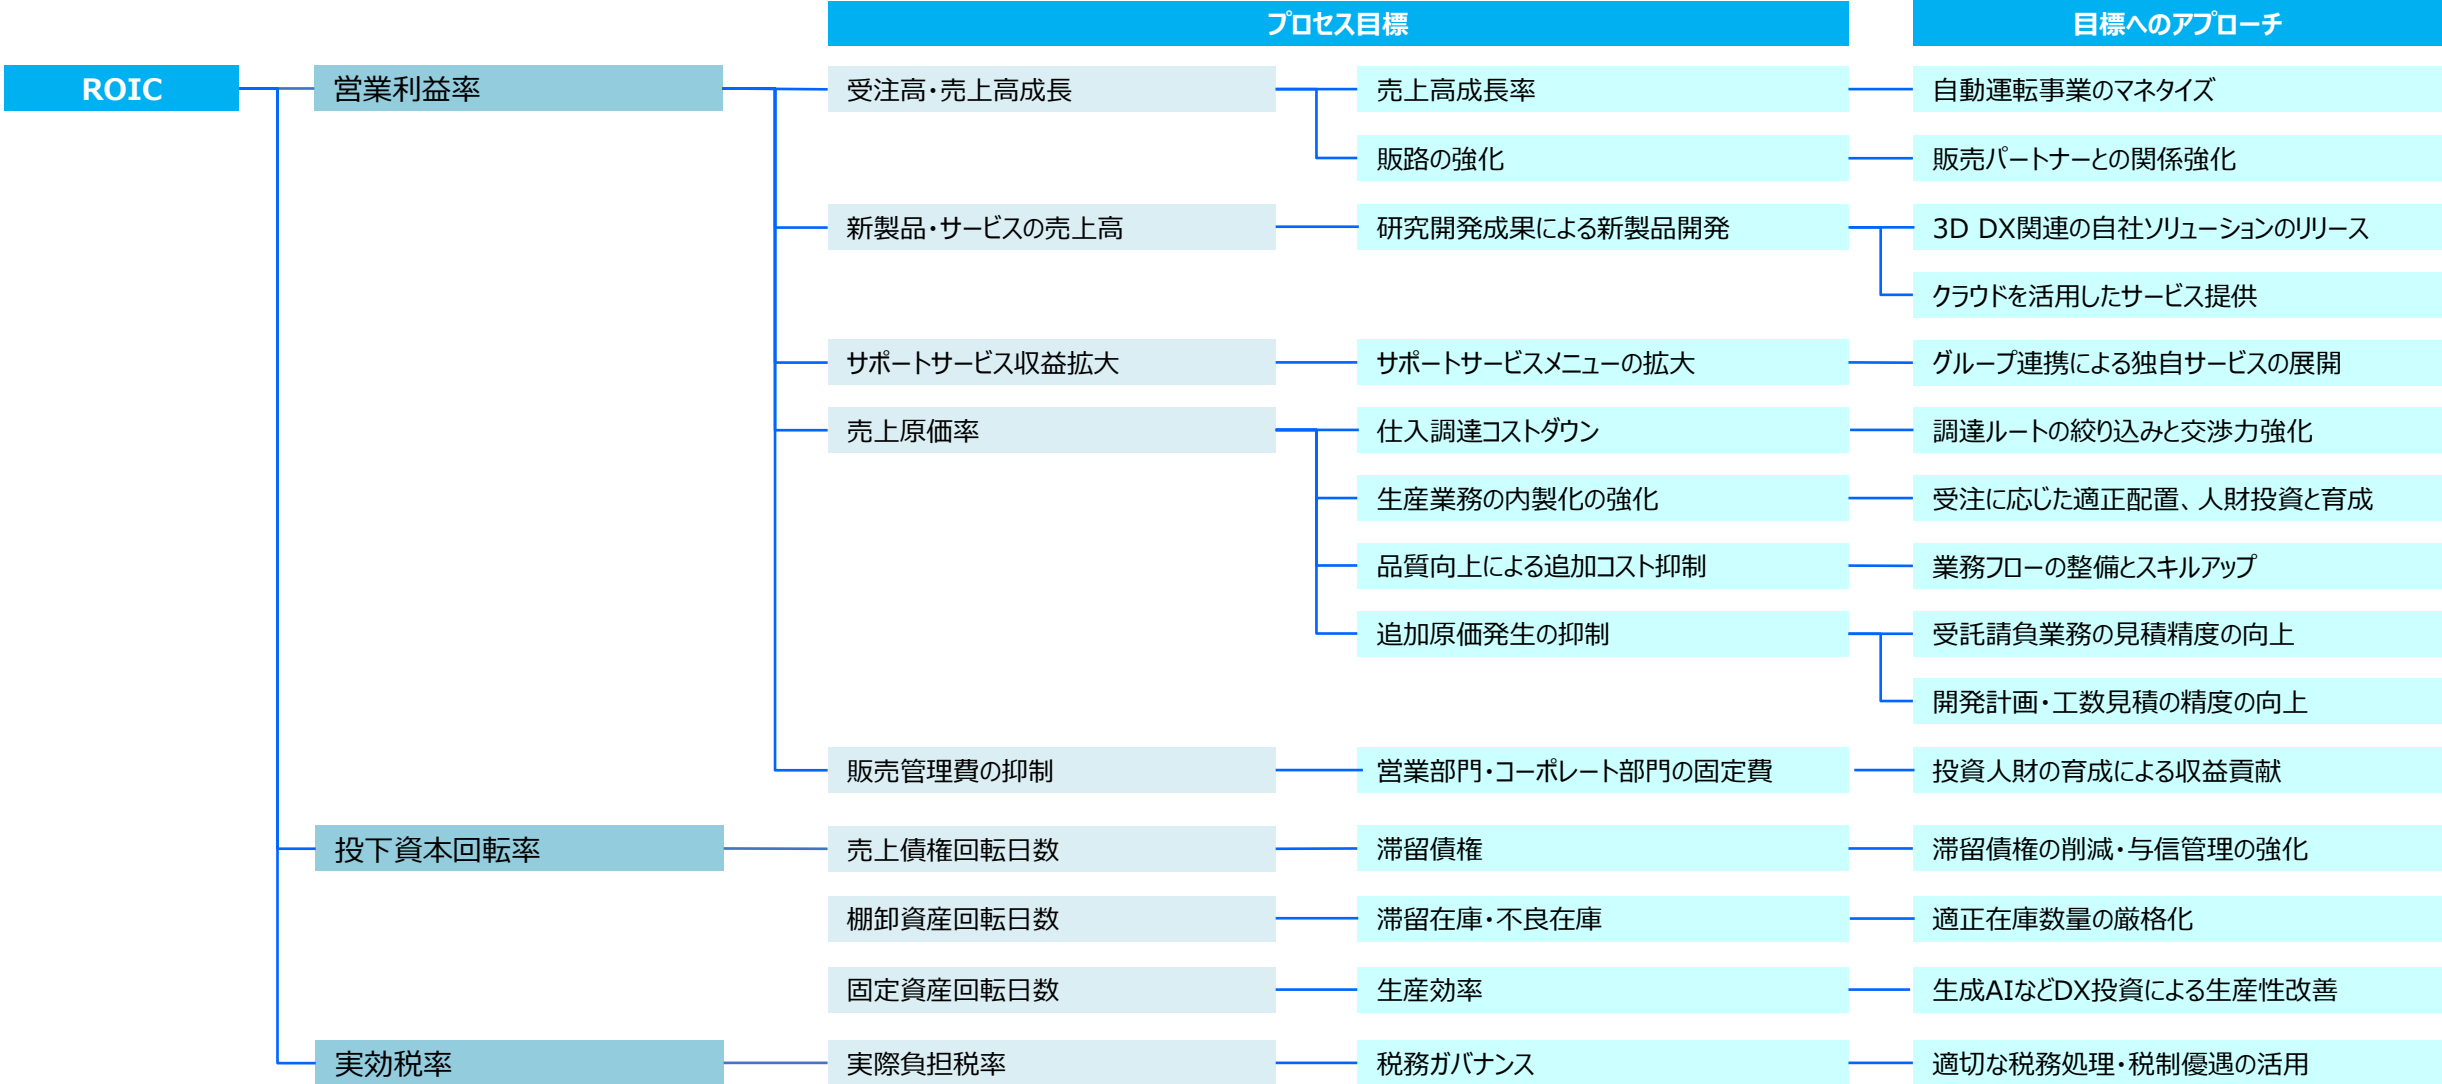 プロセス目標
目標へのアプローチ
ROIC
営業利益率
受注高・売上高成長
売上高成長率
自動運転事業のマネタイズ
販路の強化
販売パートナーとの関係強化
新製品・サービスの売上高
研究開発成果による新製品開発
3D DX関連の自社ソリューションのリリース
クラウドを活用したサービス提供
サポートサービス収益拡大
サポートサービスメニューの拡大
グループ連携による独自サービスの展開
売上原価率
仕入調達コストダウン
調達ルートの絞り込みと交渉力強化
生産業務の内製化の強化
受注に応じた適正配置、人財投資と育成
品質向上による追加コスト抑制
業務フローの整備とスキルアップ
追加原価発生の抑制
受託請負業務の見積精度の向上
開発計画・工数見積の精度の向上
販売管理費の抑制
営業部門・コーポレート部門の固定費
投資人財の育成による収益貢献
投下資本回転率
売上債権回転日数
滞留債権
滞留債権の削減・与信管理の強化
棚卸資産回転日数
滞留在庫・不良在庫
適正在庫数量の厳格化
固定資産回転日数
生産効率
生成AIなどDX投資による生産性改善
実効税率
実際負担税率
税務ガバナンス
適切な税務処理・税制優遇の活用